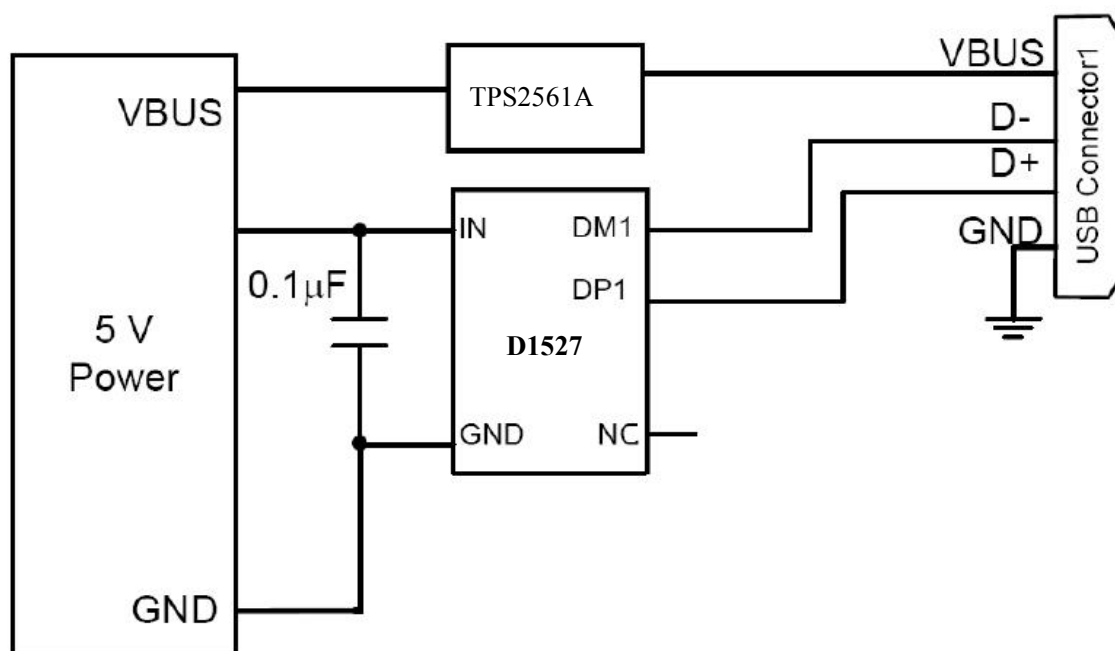 VBUS
TPS2561A
VBUS
D-
D+
GND
USB Connector1
IN
DM1
0.1µF
DP1
5 V
Power
D1527
GND
NC
GND